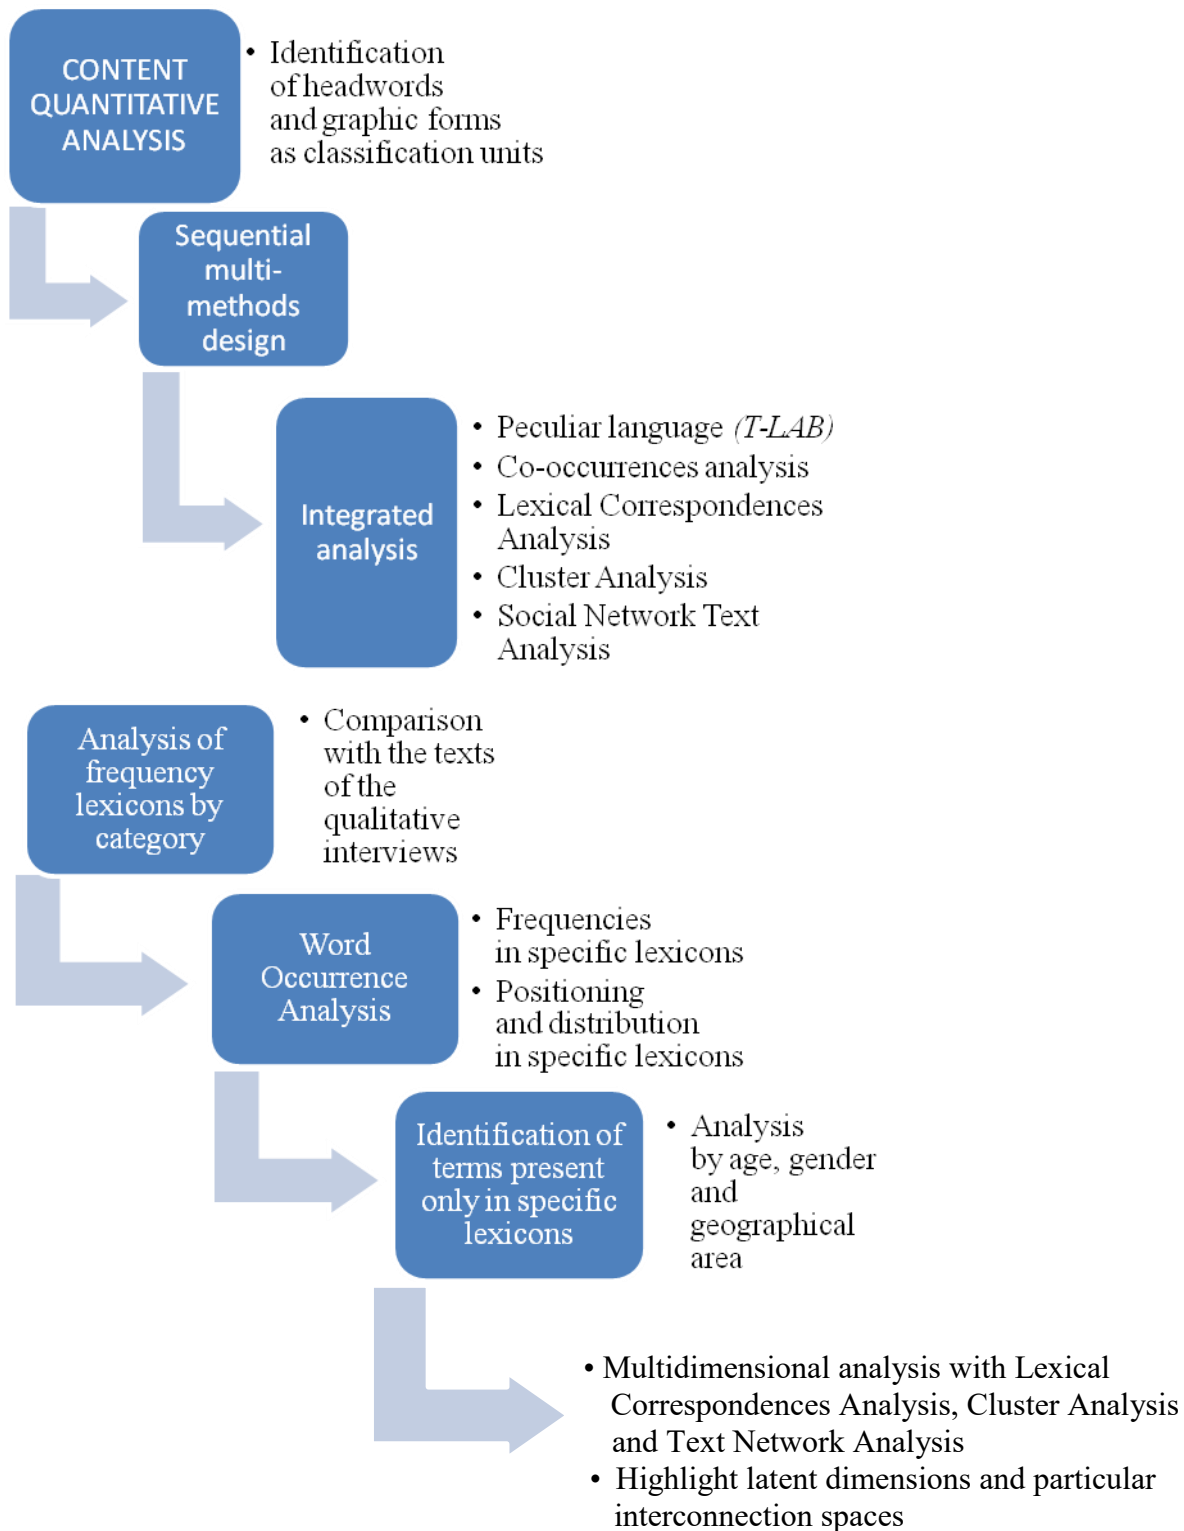 CONTENT
QUANTITATIVE
ANALYSIS
• Identification
of headwords
and graphic forms
as classification units
Sequential
multi-
methods
design
Integrated
analysis
• Peculiar language (T-LAB)
• Co-occurrences analysis
• Lexical Correspondences
Analysis
• Cluster Analysis
• Social Network Text
Analysis
Analysis of
frequency
lexicons by
category
• Comparison
with the texts
of the
qualitative
interviews
Word
Occurrence
Analysis
• Frequencies
in specific lexicons
• Positioning
and distribution
in specific lexicons
Identification of
terms present
only in specific
lexicons
• Analysis
by age, gender
and
geographical
area
• Multidimensional analysis with Lexical
Correspondences Analysis, Cluster Analysis
and Text Network Analysis
• Highlight latent dimensions and particular
interconnection spaces